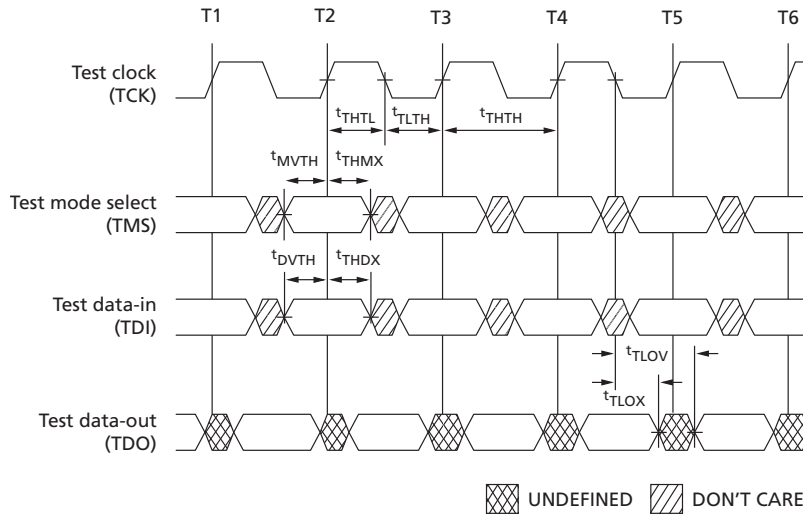 T1 T2 T3 T4 T5 T6
Test clock
(TCK)
tTHTL tTLTH tTHTH
tMVTH tTHMX
Test mode select
(TMS)
tDVTH tTHDX
Test data-in
(TDI)
tTLOV
tTLOX
Test data-out
(TDO)
UNDEFINED DON'T CARE